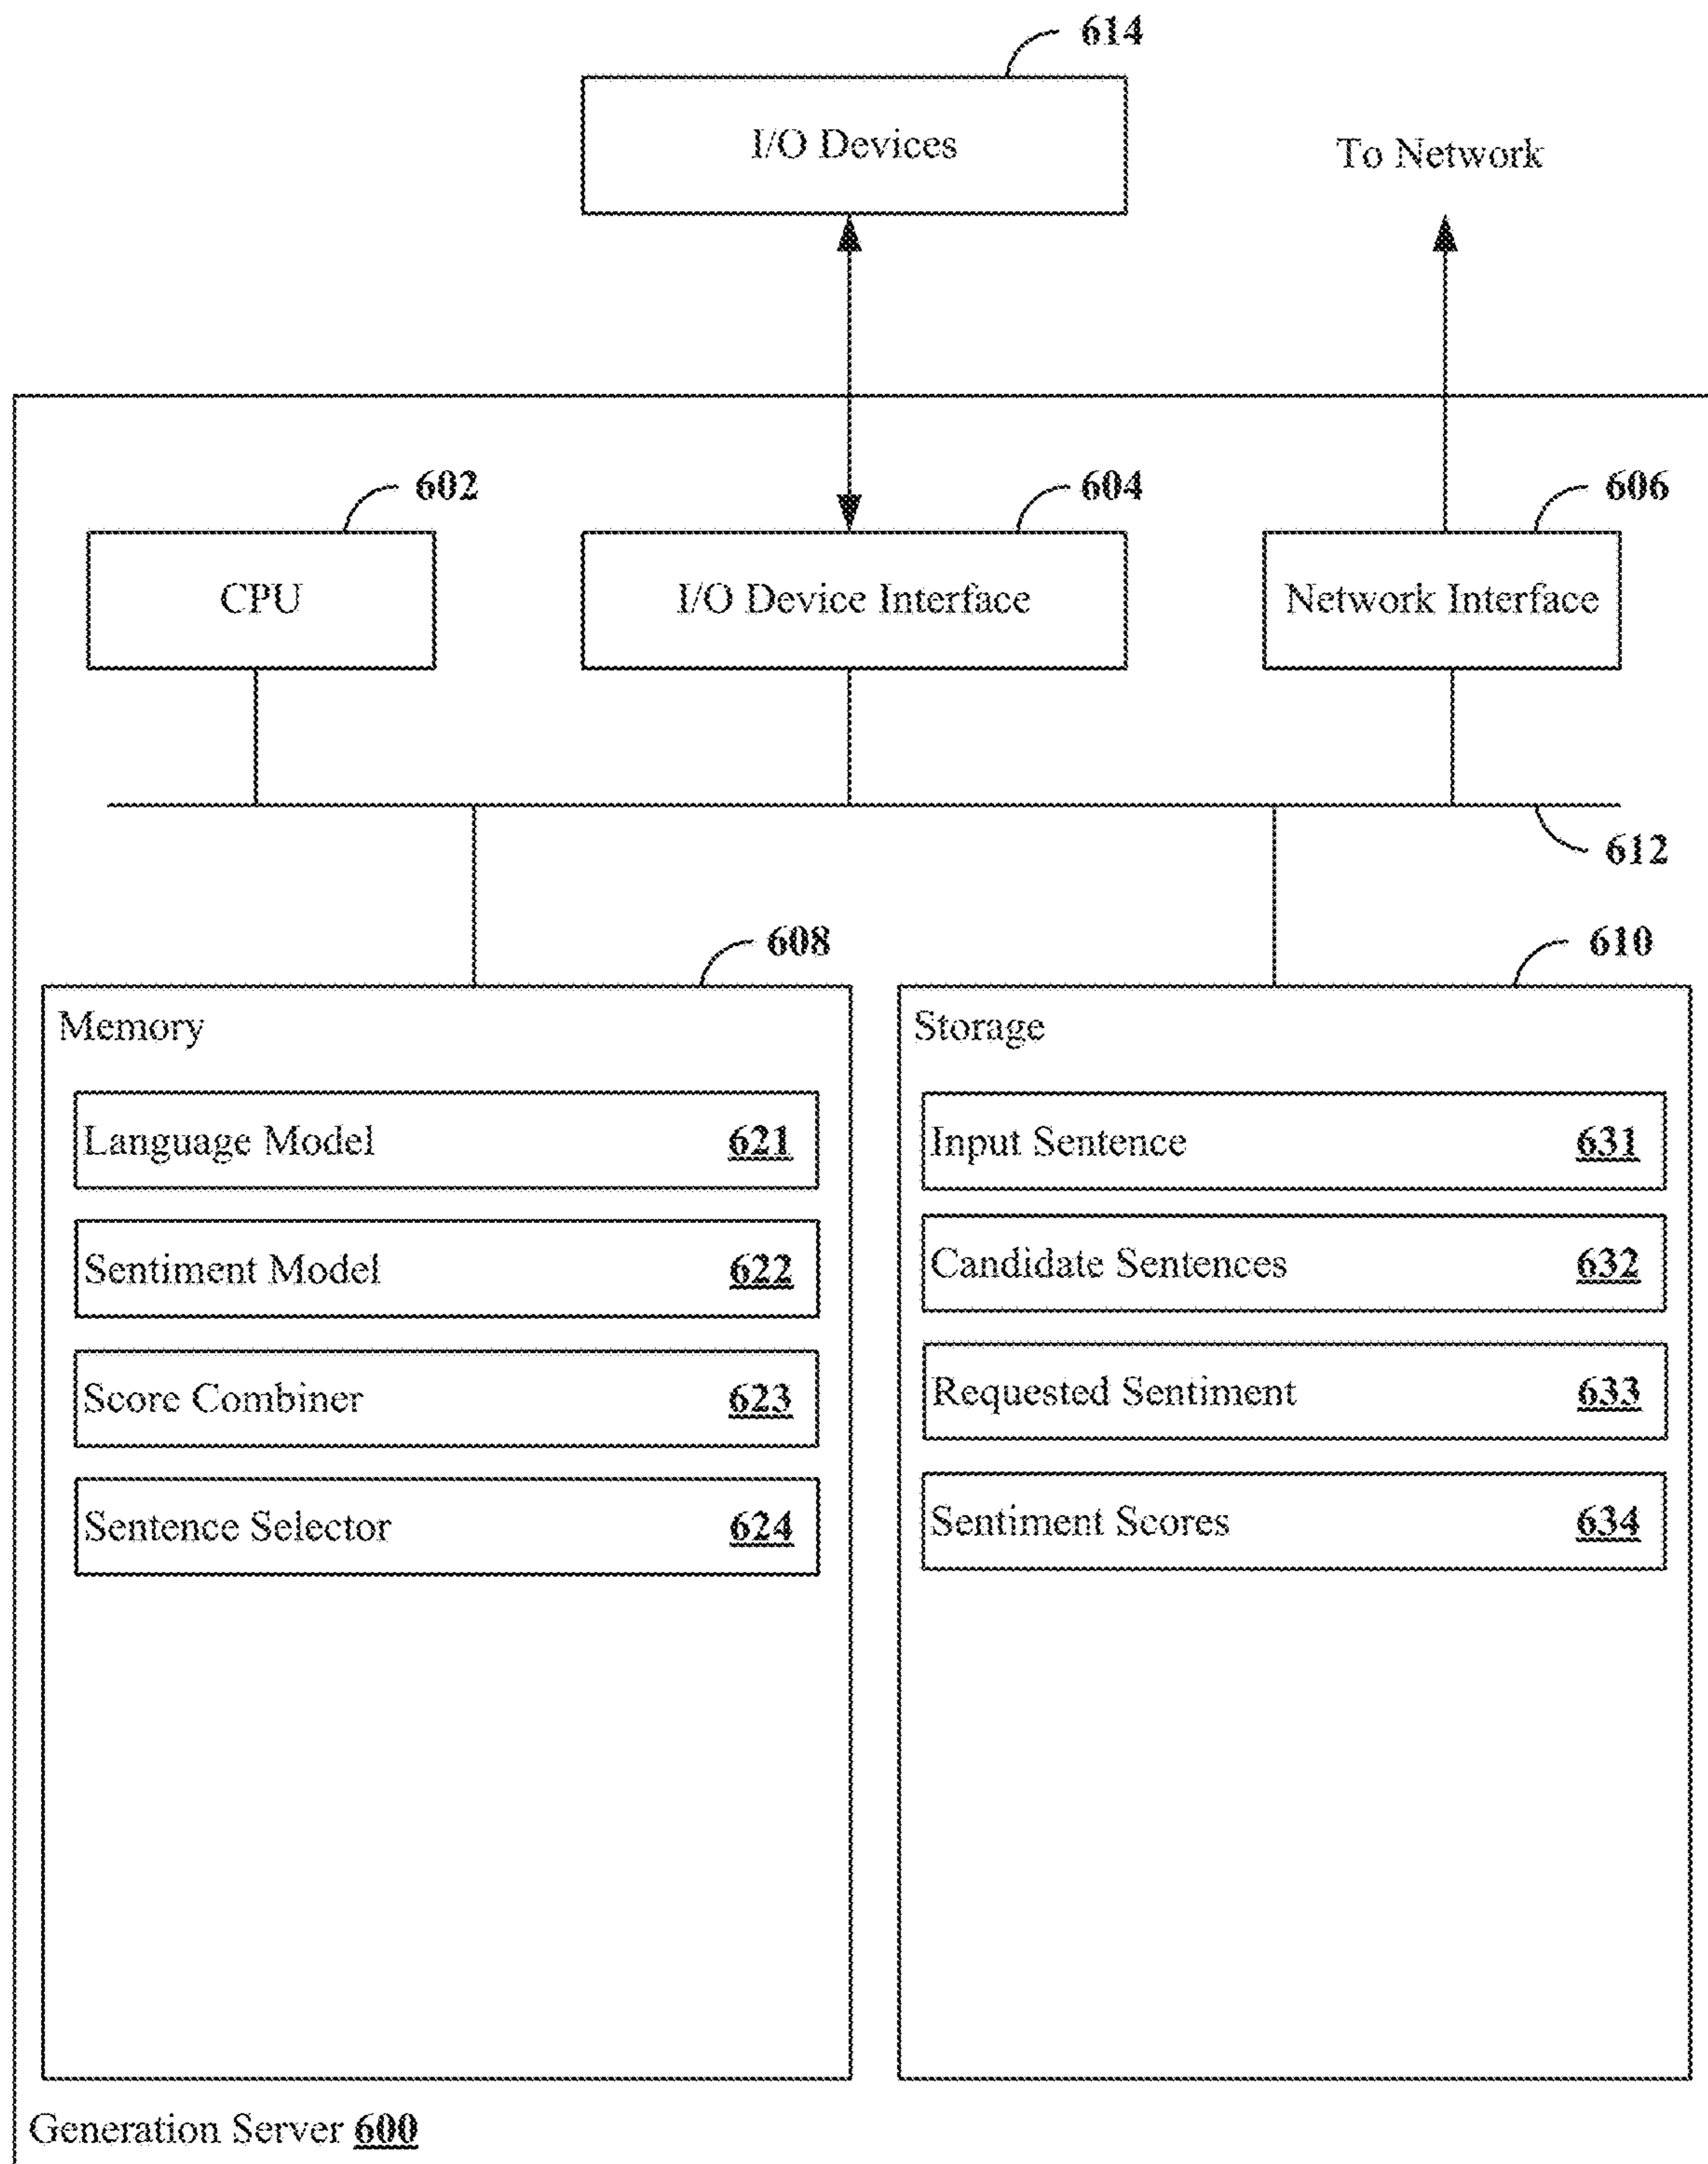 614
I/O Devices
To Network
602
604
606
CPU
I/O Device Interface
Network Interface
612
608
610
Memory
Storage
Language Model 621
Input Sentence 631
Sentiment Model 622
Candidate Sentences 632
Score Combiner 623
Requested Sentiment 633
Sentence Selector 624
Sentiment Scores 634
Generation Server 600